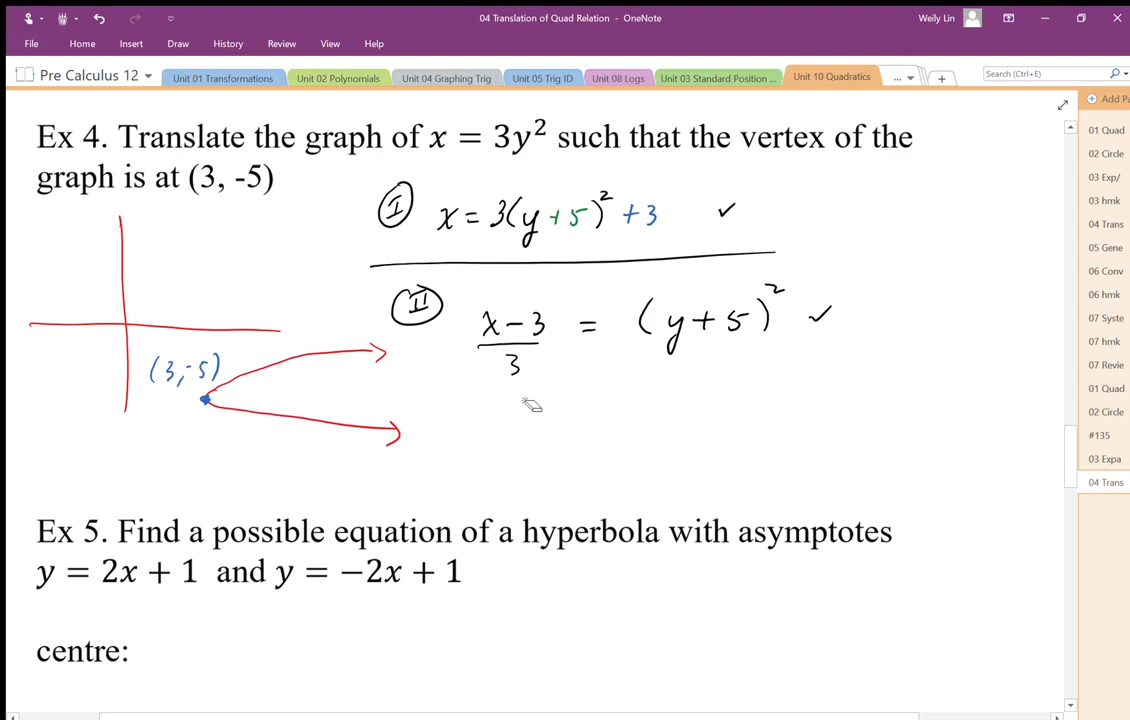 04 Translation of Quad Relation - OneNote
Weily Lin
File Home Insert Draw History Review View Help
Pre Calculus 12
Unit 01 Transformations
Unit 02 Polynomials
Unit 04 Graphing Trig
Unit 05 Trig ID
Unit 08 Logs
Unit 03 Standard Position ...
Unit 10 Quadratics
...
Search (Ctrl+E)
Add Pa
01 Quad
02 Circle
03 Exp/
03 hmk
04 Trans
05 Gene
06 Conv
06 hmk
07 Syste
07 hmk
07 Revie
01 Quad
02 Circle
#135
03 Expa
04 Trans
Ex 4. Translate the graph of x = 3y² such that the vertex of the
graph is at (3, -5)
I x = 3(y + 5)² + 3 ✓
II (x - 3)/3 = (y + 5)² ✓
(3, -5)
Ex 5. Find a possible equation of a hyperbola with asymptotes
y = 2x + 1 and y = −2x + 1
centre: